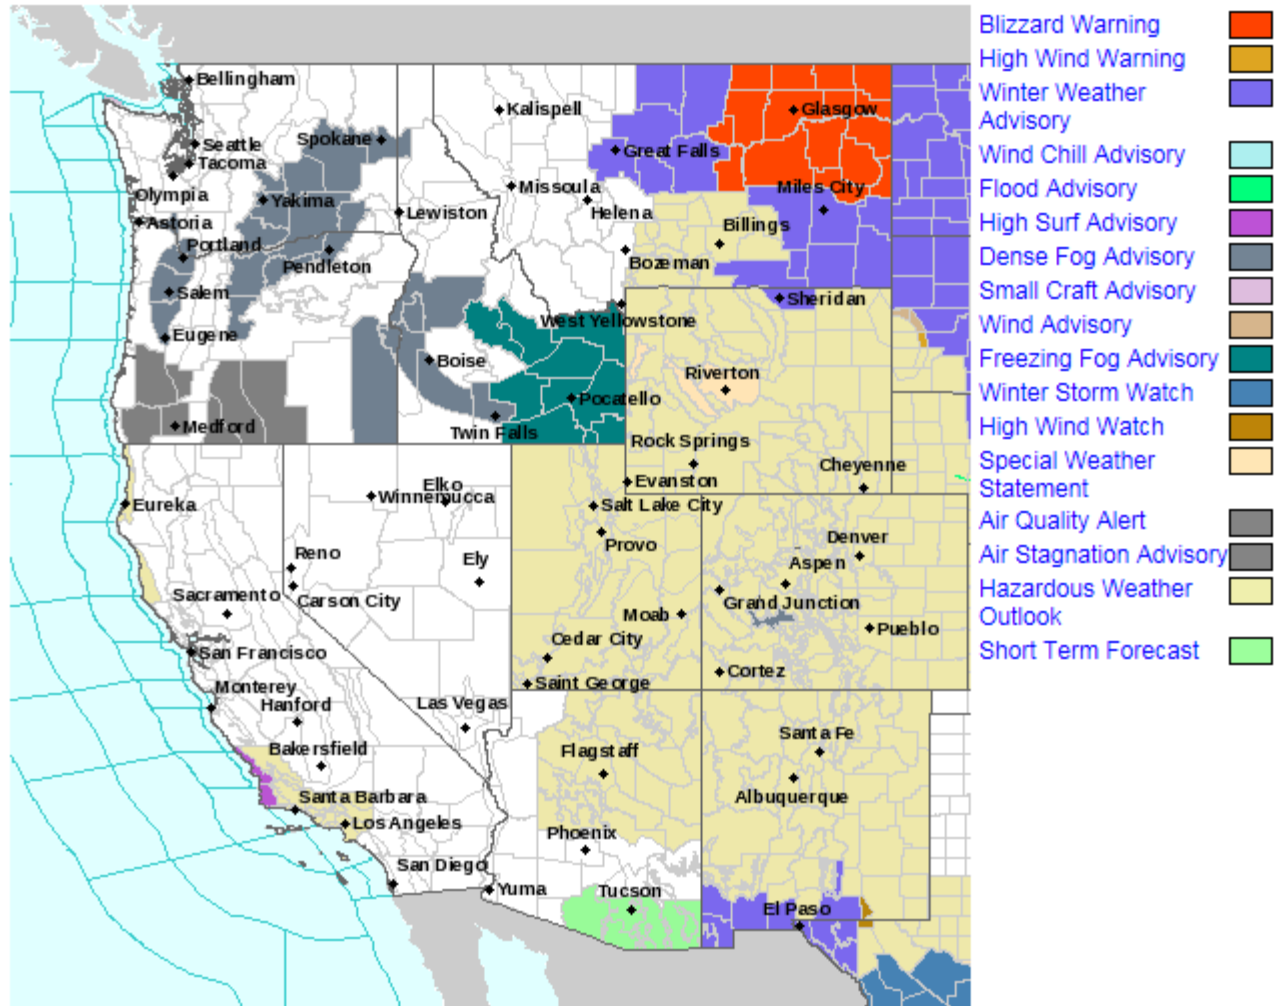 Bellingham
Seattle
Tacoma
Olympia
Astoria
Spokane
Yakima
Portland
Pendleton
Salem
Eugene
Medford
Lewiston
Kalispell
Missoula
Helena
Great Falls
Glasgow
Miles City
Billings
Bozeman
West Yellowstone
Sheridan
Boise
Pocatello
Twin Falls
Riverton
Rock Springs
Evanston
Cheyenne
Eureka
Elko
Winnemucca
Reno
Carson City
Ely
Sacramento
San Francisco
Monterey
Hanford
Bakersfield
Las Vegas
Santa Barbara
Los Angeles
San Diego
Salt Lake City
Provo
Moab
Cedar City
Saint George
Denver
Aspen
Grand Junction
Pueblo
Cortez
Flagstaff
Phoenix
Yuma
Tucson
Santa Fe
Albuquerque
El Paso
Blizzard Warning
High Wind Warning
Winter Weather
Advisory
Wind Chill Advisory
Flood Advisory
High Surf Advisory
Dense Fog Advisory
Small Craft Advisory
Wind Advisory
Freezing Fog Advisory
Winter Storm Watch
High Wind Watch
Special Weather
Statement
Air Quality Alert
Air Stagnation Advisory
Hazardous Weather
Outlook
Short Term Forecast